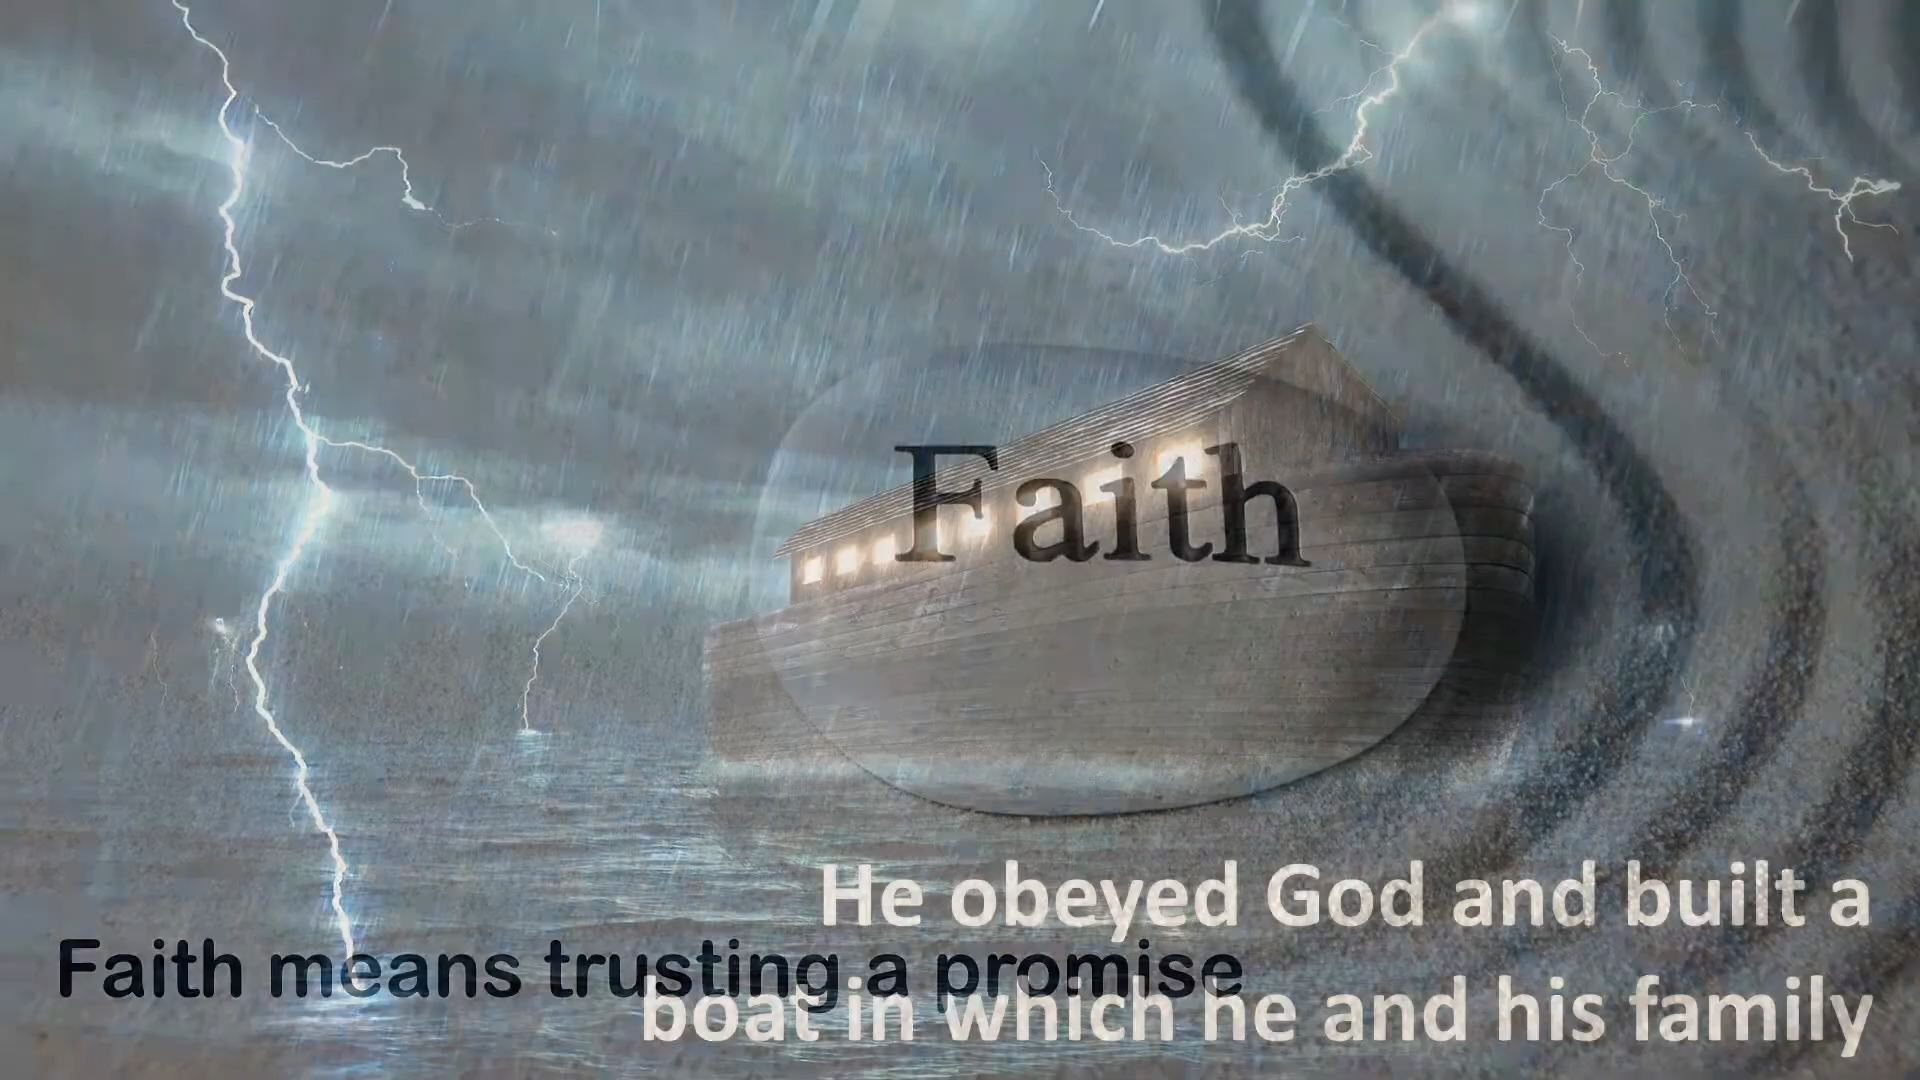 Faith
He obeyed God and built a
Faith means trusting a promise
boat in which he and his family